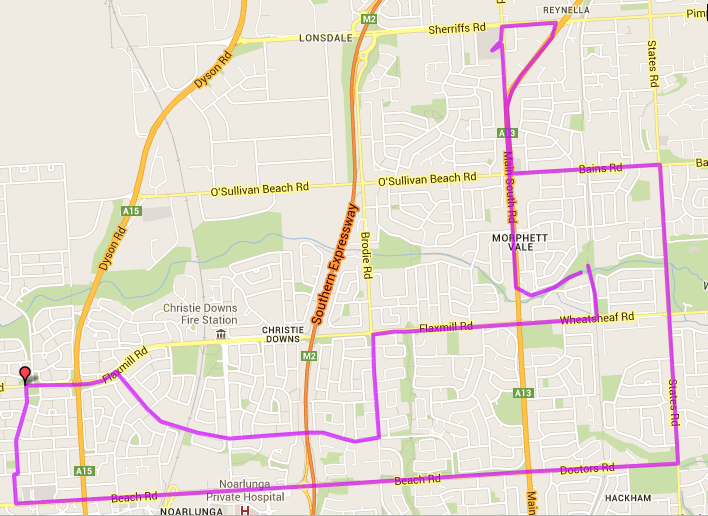 REYNELLA
M2
Sherriffs Rd
Pim
LONSDALE
States Rd
Dyson Rd
A13
Bains Rd
Ba
O'Sullivan Beach Rd
O'Sullivan Beach Rd
Main South Rd
A15
Southern Expressway
Brodie Rd
MORPHETT
VALE
Dyson Rd
W
Christie Downs
Fire Station
Wheatsheaf Rd
Flaxmill Rd
CHRISTIE
DOWNS
M2
Flaxmill Rd
d
A13
States Rd
A15
Doctors Rd
Beach Rd
Noarlunga
Private Hospital
Beach Rd
HACKHAM
NOARLUNGA
H
Main